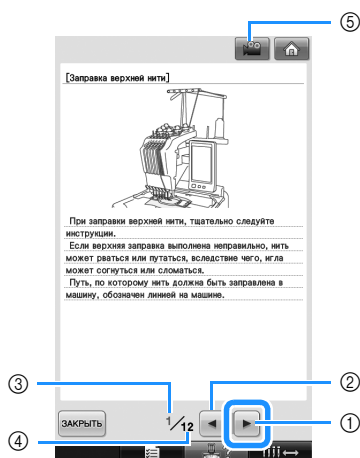 ⑤
[Заправка верхней нити]
При заправки верхней нити, тщательно следуйте
инструкции.
Если верхняя заправка выполнена неправильно, нить
может рваться или путаться, вследствие чего, игла
может согнуться или сломаться.
Путь, по которому нить должна быть заправлена в
машину, обозначен линией на машине.
③
②
ЗАКРЫТЬ
1/12
①
④
?